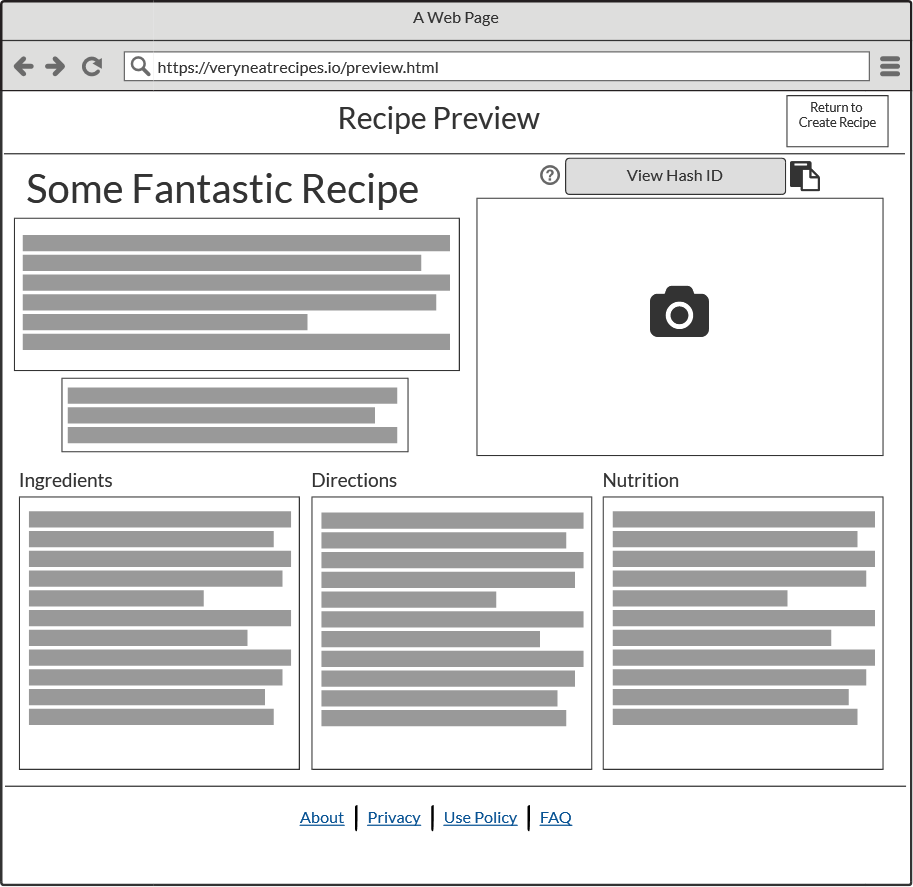 A Web Page
https://veryneatrecipes.io/preview.html
Recipe Preview
Return to
Create Recipe
Some Fantastic Recipe
? View Hash ID
Ingredients
Directions
Nutrition
About | Privacy | Use Policy | FAQ